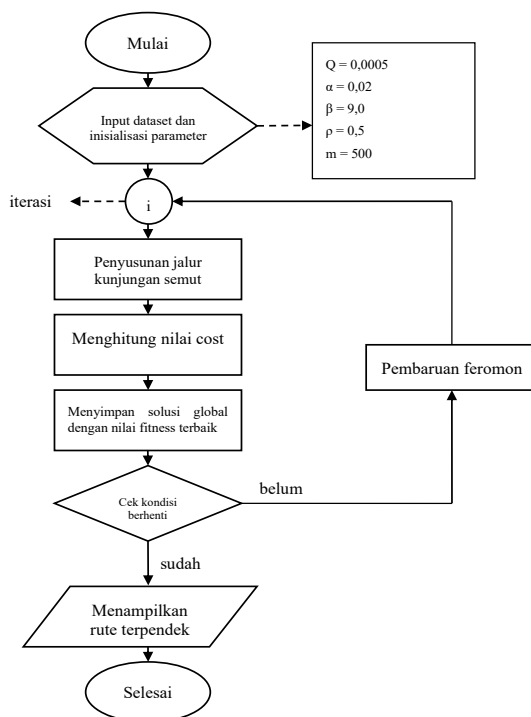 Mulai
Input dataset dan
inisialisasi parameter
Q = 0,0005
α = 0,02
β = 9,0
ρ = 0,5
m = 500
iterasi
i
Penyusunan jalur
kunjungan semut
Menghitung nilai cost
Pembaruan feromon
Menyimpan solusi global
dengan nilai fitness terbaik
Cek kondisi
berhenti
belum
sudah
Menampilkan
rute terpendek
Selesai